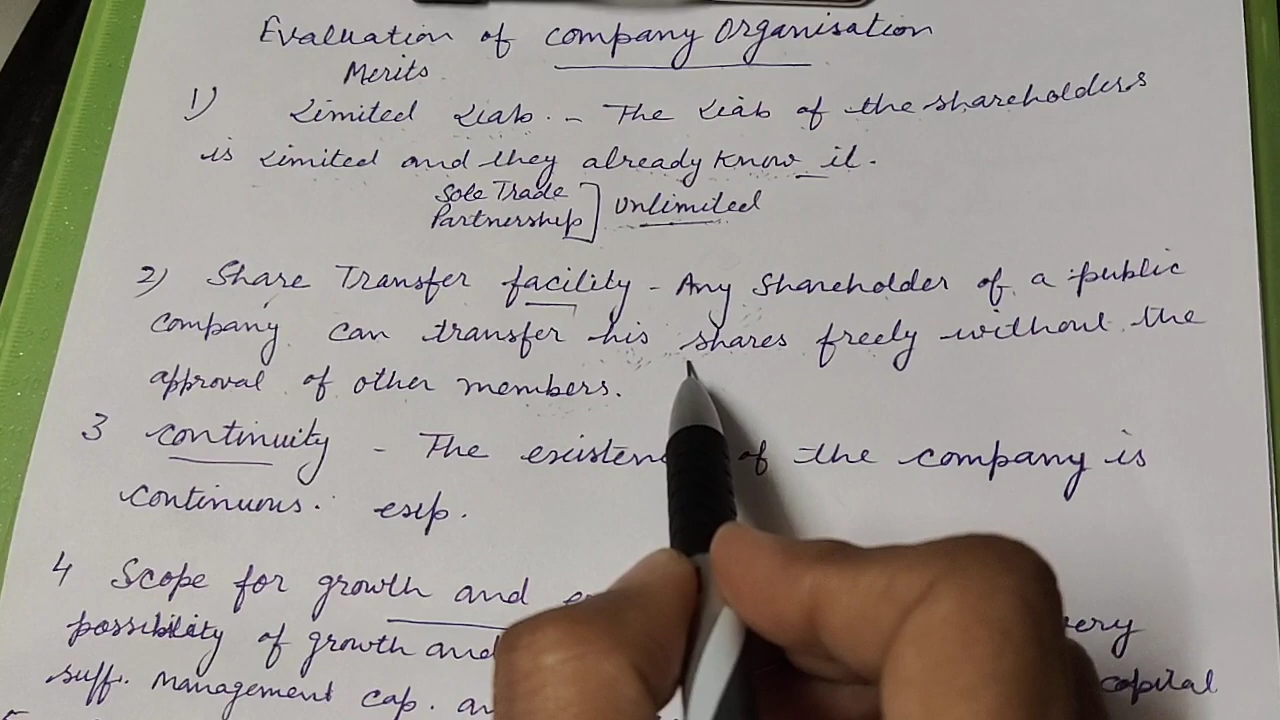 Evaluation of company Organisation
Merits
1) Limited Liab. - The Liab of the shareholders
is Limited and they already know it.
Sole Trade
Partnership] Unlimited
2) Share Transfer facility - Any Shareholder of a public
company can transfer his shares freely without the
approval of other members.
3 continuity - The existen of the company is
continuous. esp.
4 Scope for growth and
possibility of growth and very
suff. management cap. capital
5